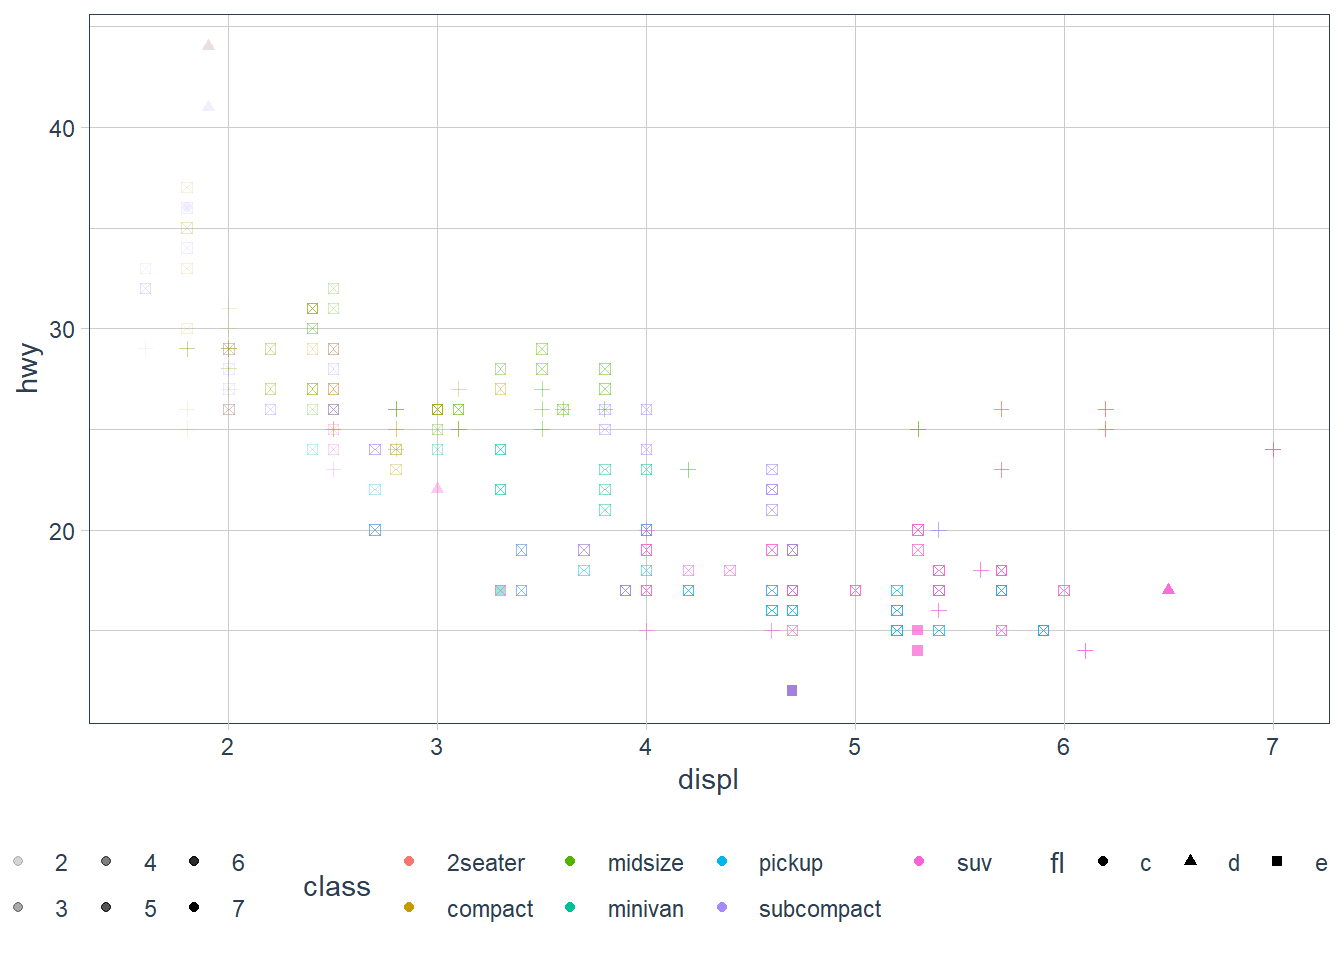 40
30
20
hwy
2 3 4 5 6 7
displ
2 4 6 2seater midsize pickup suv fl c d e
class
3 5 7 compact minivan subcompact